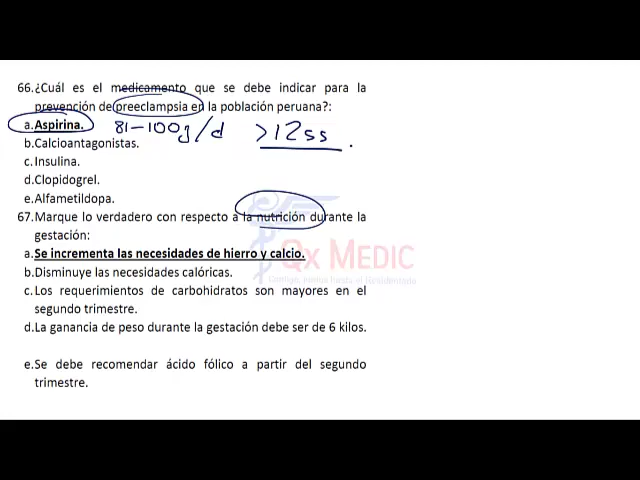 66.¿Cuál es el medicamento que se debe indicar para la
prevención de preeclampsia en la población peruana?:
a.Aspirina. 81-100g/d >12ss.
b.Calcioantagonistas.
c.Insulina.
d.Clopidogrel.
e.Alfametildopa.
67.Marque lo verdadero con respecto a la nutrición durante la
gestación:
a.Se incrementa las necesidades de hierro y calcio.
QX MEDIC
b.Disminuye las necesidades calóricas.
c.Los requerimientos de carbohidratos son mayores en el
segundo trimestre.
d.La ganancia de peso durante la gestación debe ser de 6 kilos.
e.Se debe recomendar ácido fólico a partir del segundo
trimestre.